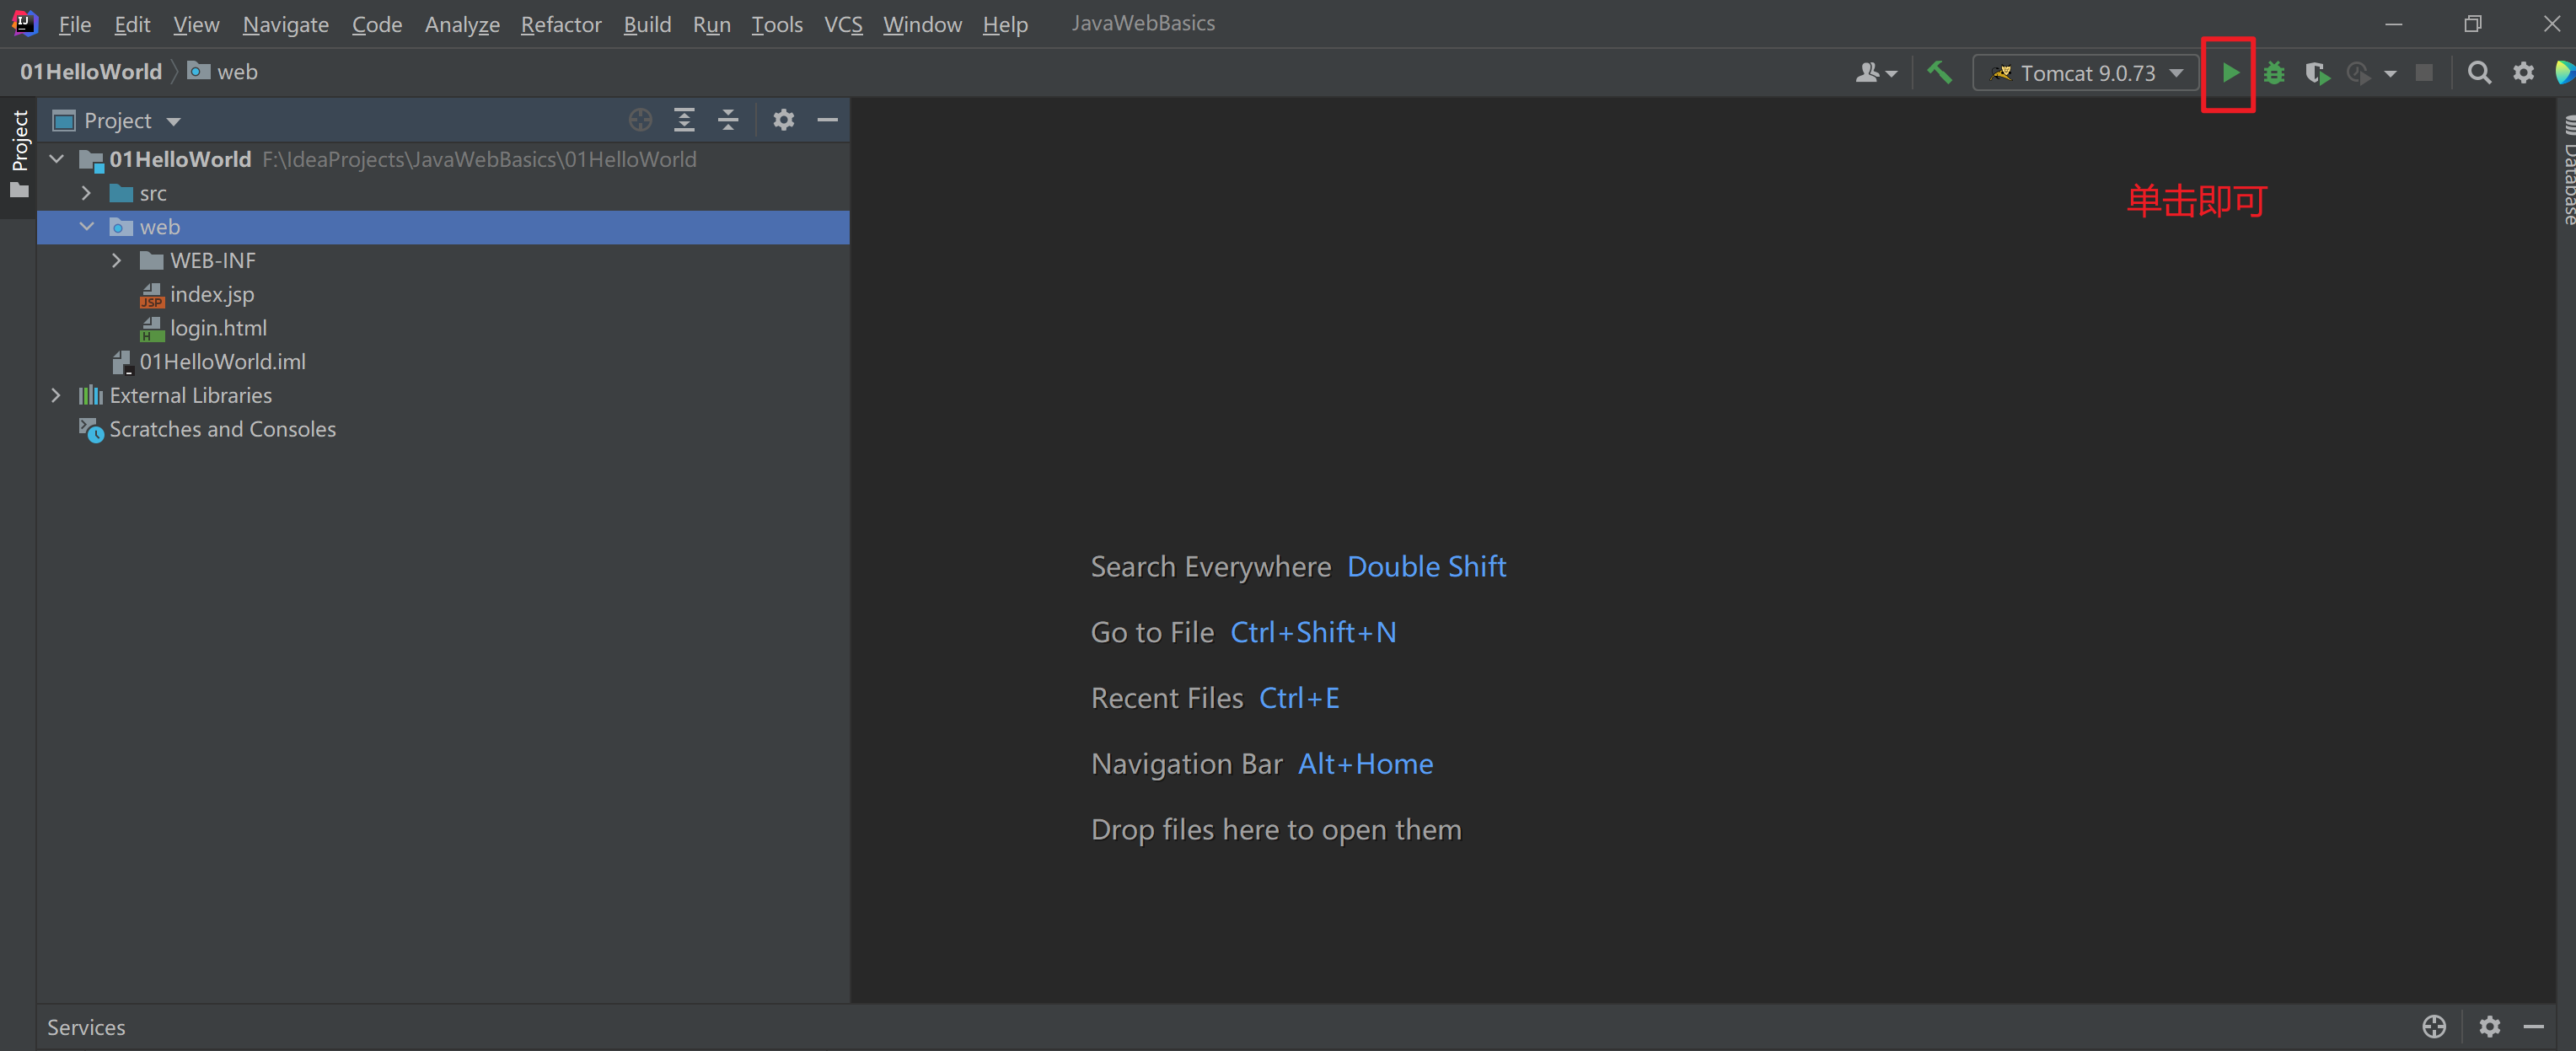 File Edit View Navigate Code Analyze Refactor Build Run Tools VCS Window Help JavaWebBasics
01HelloWorld web Tomcat 9.0.73
Project
Project
01HelloWorld F:\IdeaProjects\JavaWebBasics\01HelloWorld
src
web
WEB-INF
index.jsp
login.html
01HelloWorld.iml
External Libraries
Scratches and Consoles
单击即可
Database
Search Everywhere Double Shift
Go to File Ctrl+Shift+N
Recent Files Ctrl+E
Navigation Bar Alt+Home
Drop files here to open them
Services